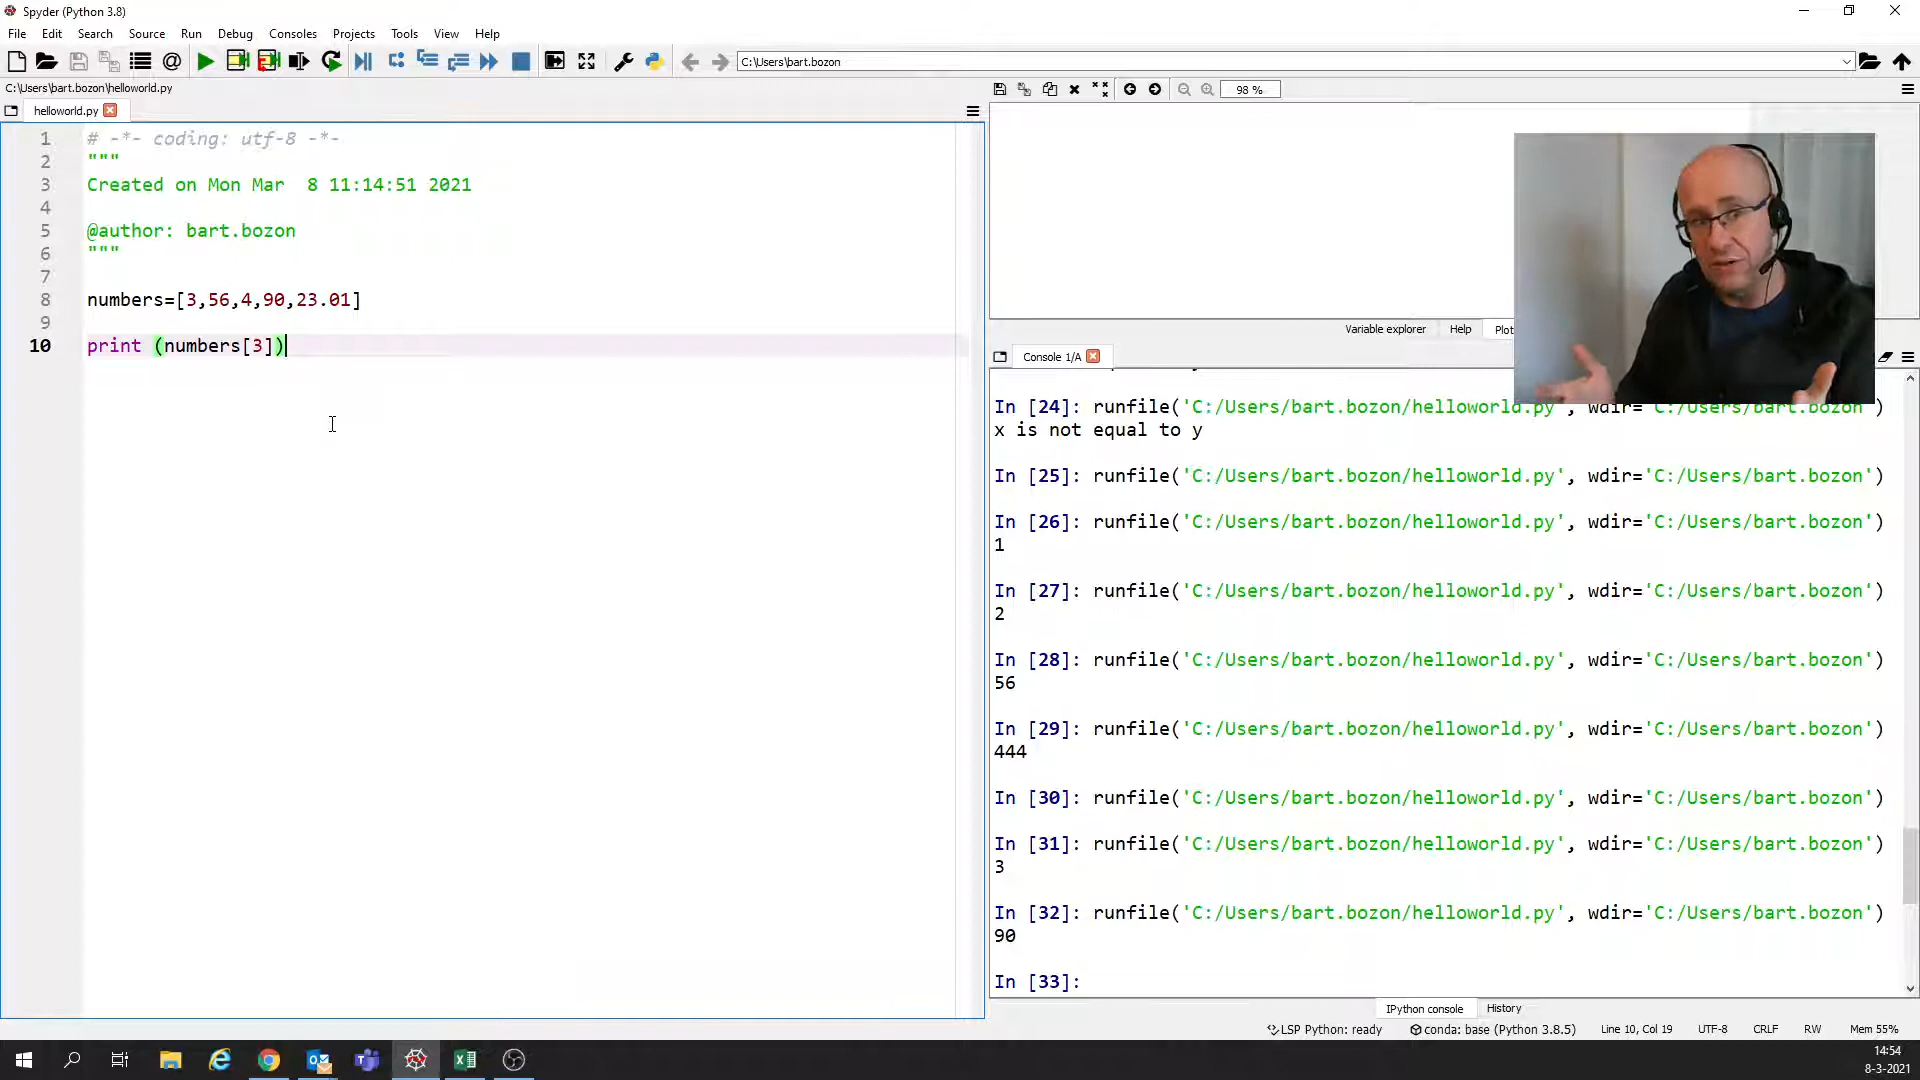 Spyder (Python 3.8)
File Edit Search Source Run Debug Consoles Projects Tools View Help
C:\Users\bart.bozon
C:\Users\bart.bozon\helloworld.py
helloworld.py
98 %
1 # -*- coding: utf-8 -*-
2 """
3 Created on Mon Mar  8 11:14:51 2021
4
5 @author: bart.bozon
6 """
7
8 numbers=[3,56,4,90,23.01]
9
10 print (numbers[3])
Variable explorer Help Plot
Console 1/A
In [24]: runfile('C:/Users/bart.bozon/helloworld.py', wdir='C:/Users/bart.bozon')
x is not equal to y
In [25]: runfile('C:/Users/bart.bozon/helloworld.py', wdir='C:/Users/bart.bozon')
In [26]: runfile('C:/Users/bart.bozon/helloworld.py', wdir='C:/Users/bart.bozon')
1
In [27]: runfile('C:/Users/bart.bozon/helloworld.py', wdir='C:/Users/bart.bozon')
2
In [28]: runfile('C:/Users/bart.bozon/helloworld.py', wdir='C:/Users/bart.bozon')
56
In [29]: runfile('C:/Users/bart.bozon/helloworld.py', wdir='C:/Users/bart.bozon')
444
In [30]: runfile('C:/Users/bart.bozon/helloworld.py', wdir='C:/Users/bart.bozon')
In [31]: runfile('C:/Users/bart.bozon/helloworld.py', wdir='C:/Users/bart.bozon')
3
In [32]: runfile('C:/Users/bart.bozon/helloworld.py', wdir='C:/Users/bart.bozon')
90
In [33]:
IPython console History
LSP Python: ready conda: base (Python 3.8.5) Line 10, Col 19 UTF-8 CRLF RW Mem 55%
14:54
8-3-2021